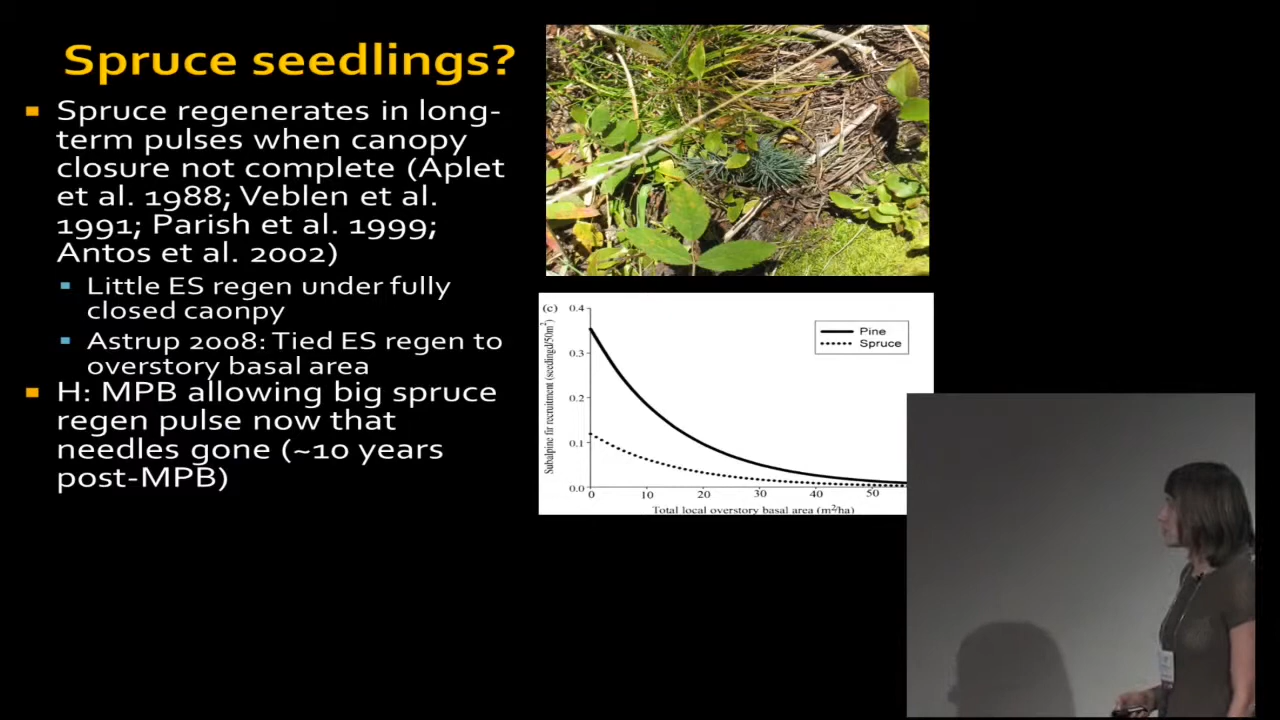 Spruce seedlings?
Spruce regenerates in long-
term pulses when canopy
closure not complete (Aplet
et al. 1988; Veblen et al.
1991; Parish et al. 1999;
Antos et al. 2002)
Little ES regen under fully
closed caonpy
Astrup 2008: Tied ES regen to
overstory basal area
H: MPB allowing big spruce
regen pulse now that
needles gone (~10 years
post-MPB)
(c)
Subalpine fir recruitment (seedingd/50m²)
0.4
0.3
0.2
0.1
0.0
Pine
Spruce
0 10 20 30 40 50
Total local overstory basal area (m²/ha)